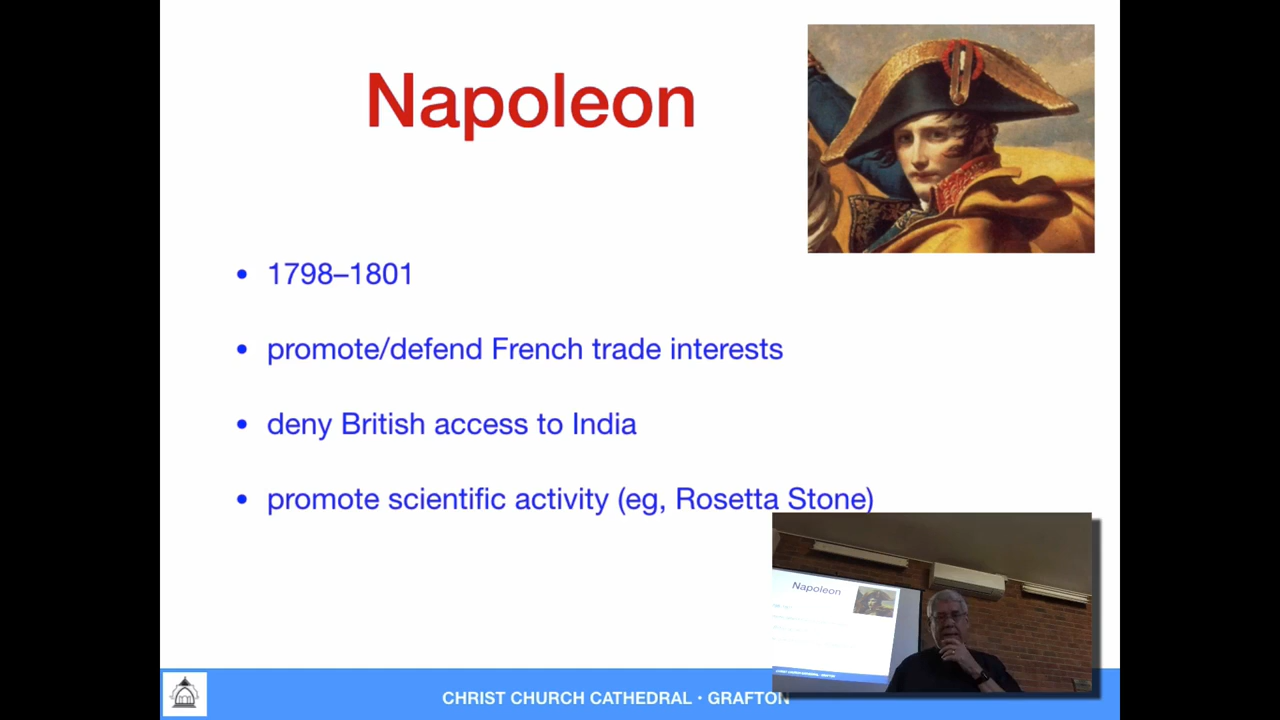 Napoleon
• 1798–1801
• promote/defend French trade interests
• deny British access to India
• promote scientific activity (eg, Rosetta Stone)
Napoleon
CHRIST CHURCH CATHEDRAL • GRAFTON